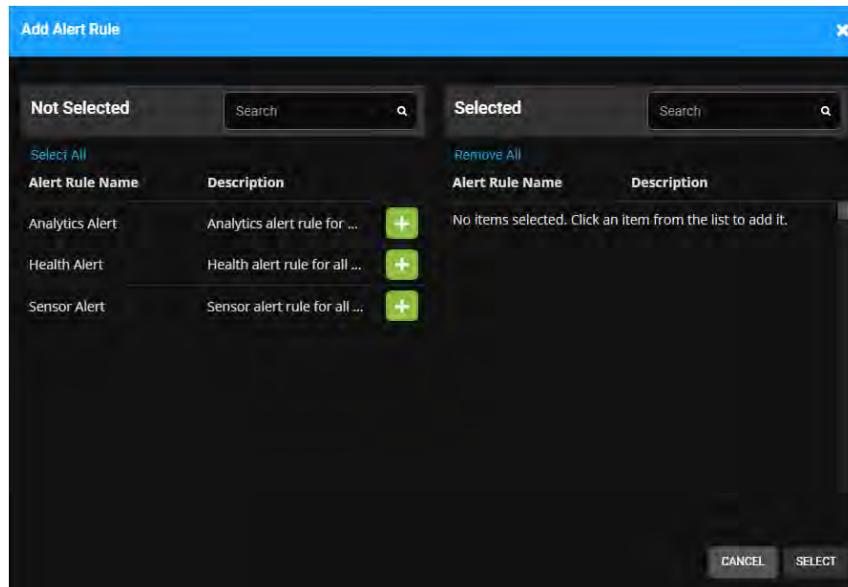 Add Alert Rule
Not Selected
Search
Selected
Search
Select All
Remove All
Alert Rule Name Description
Alert Rule Name Description
Analytics Alert Analytics alert rule for ...
No items selected. Click an item from the list to add it.
Health Alert Health alert rule for all ...
Sensor Alert Sensor alert rule for all ...
CANCEL SELECT